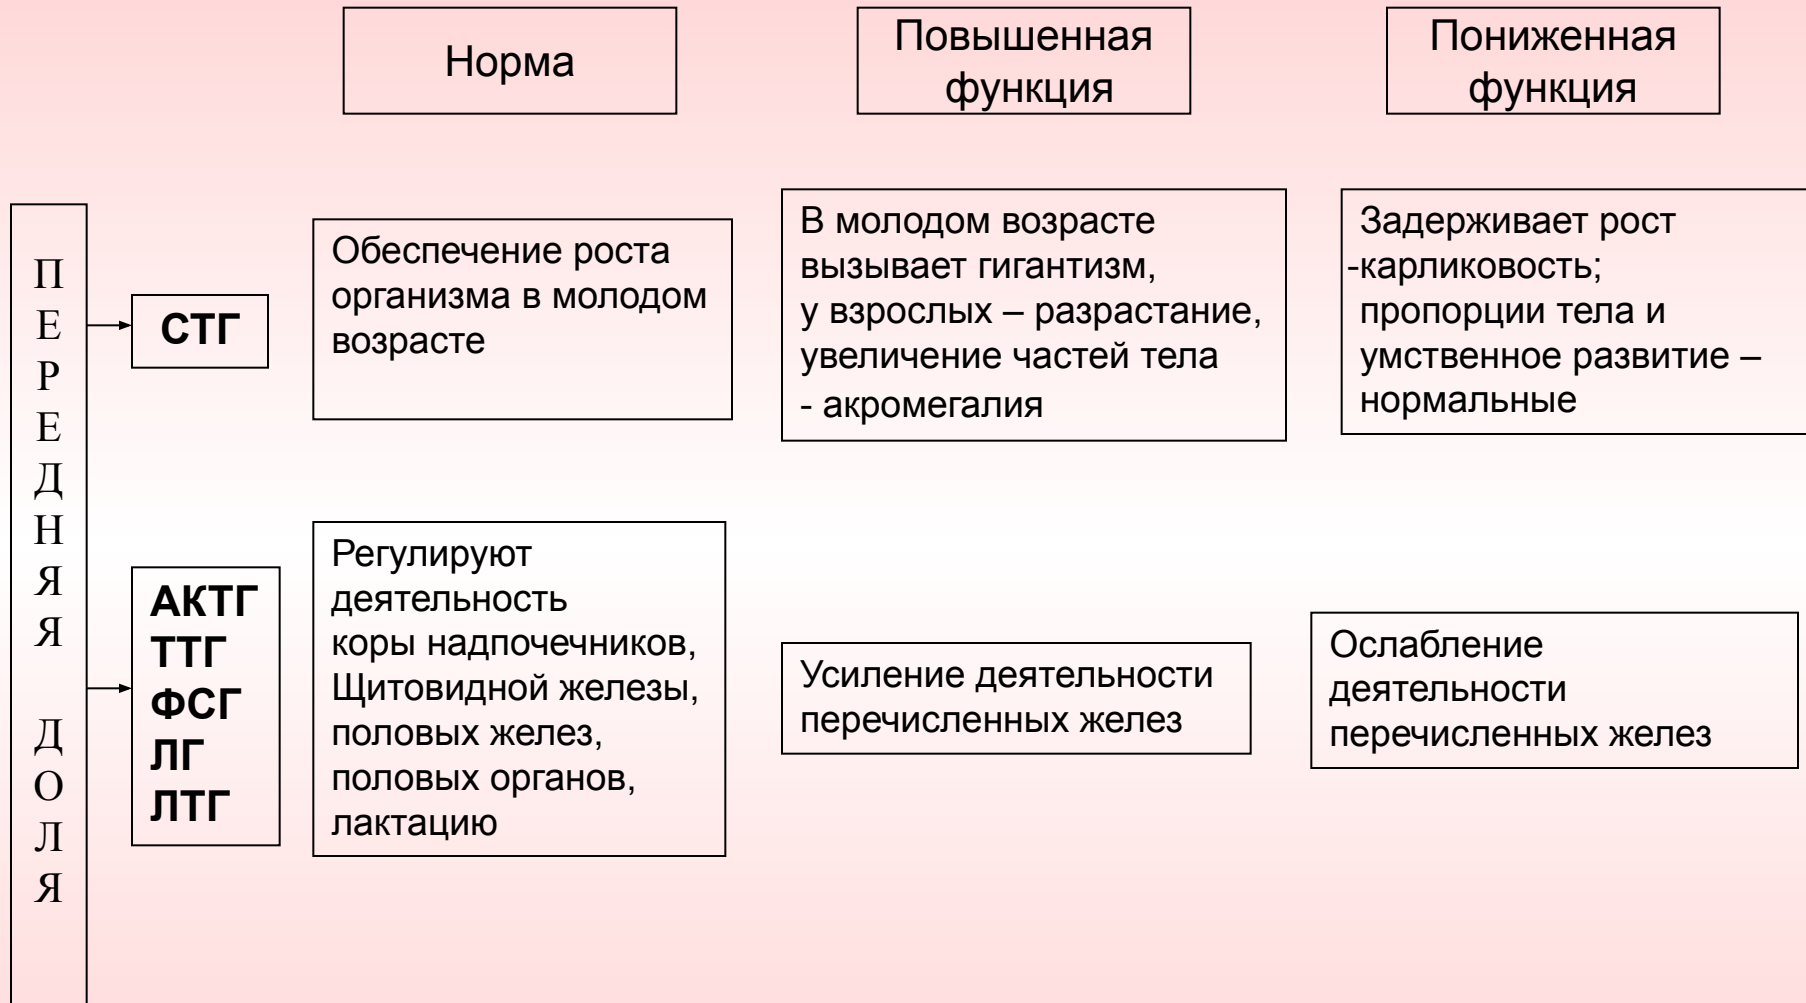 Норма
Повышенная
функция
Пониженная
функция
ПЕРЕДНЯЯ ДОЛЯ
СТГ
Обеспечение роста
организма в молодом
возрасте
В молодом возрасте
вызывает гигантизм,
у взрослых – разрастание,
увеличение частей тела
- акромегалия
Задерживает рост
-карликовость;
пропорции тела и
умственное развитие –
нормальные
АКТГ
ТТГ
ФСГ
ЛГ
ЛТГ
Регулируют
деятельность
коры надпочечников,
Щитовидной железы,
половых желез,
половых органов,
лактацию
Усиление деятельности
перечисленных желез
Ослабление
деятельности
перечисленных желез